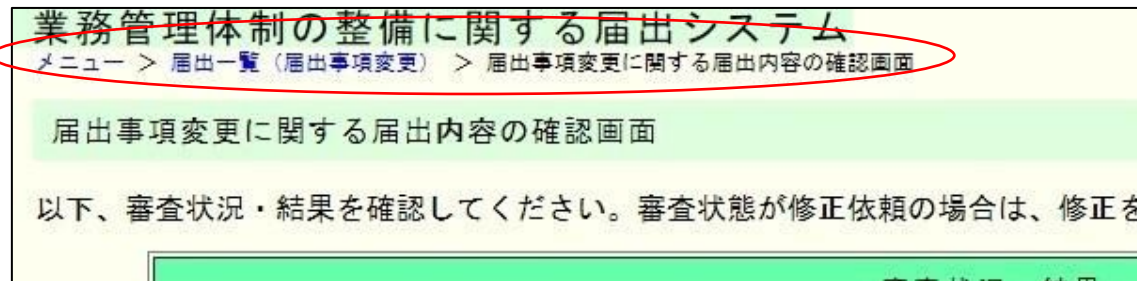 業務管理体制の整備に関する届出システム
メニュー > 届出一覧（届出事項変更） > 届出事項変更に関する届出内容の確認画面
届出事項変更に関する届出内容の確認画面
以下、審査状況・結果を確認してください。審査状態が修正依頼の場合は、修正を